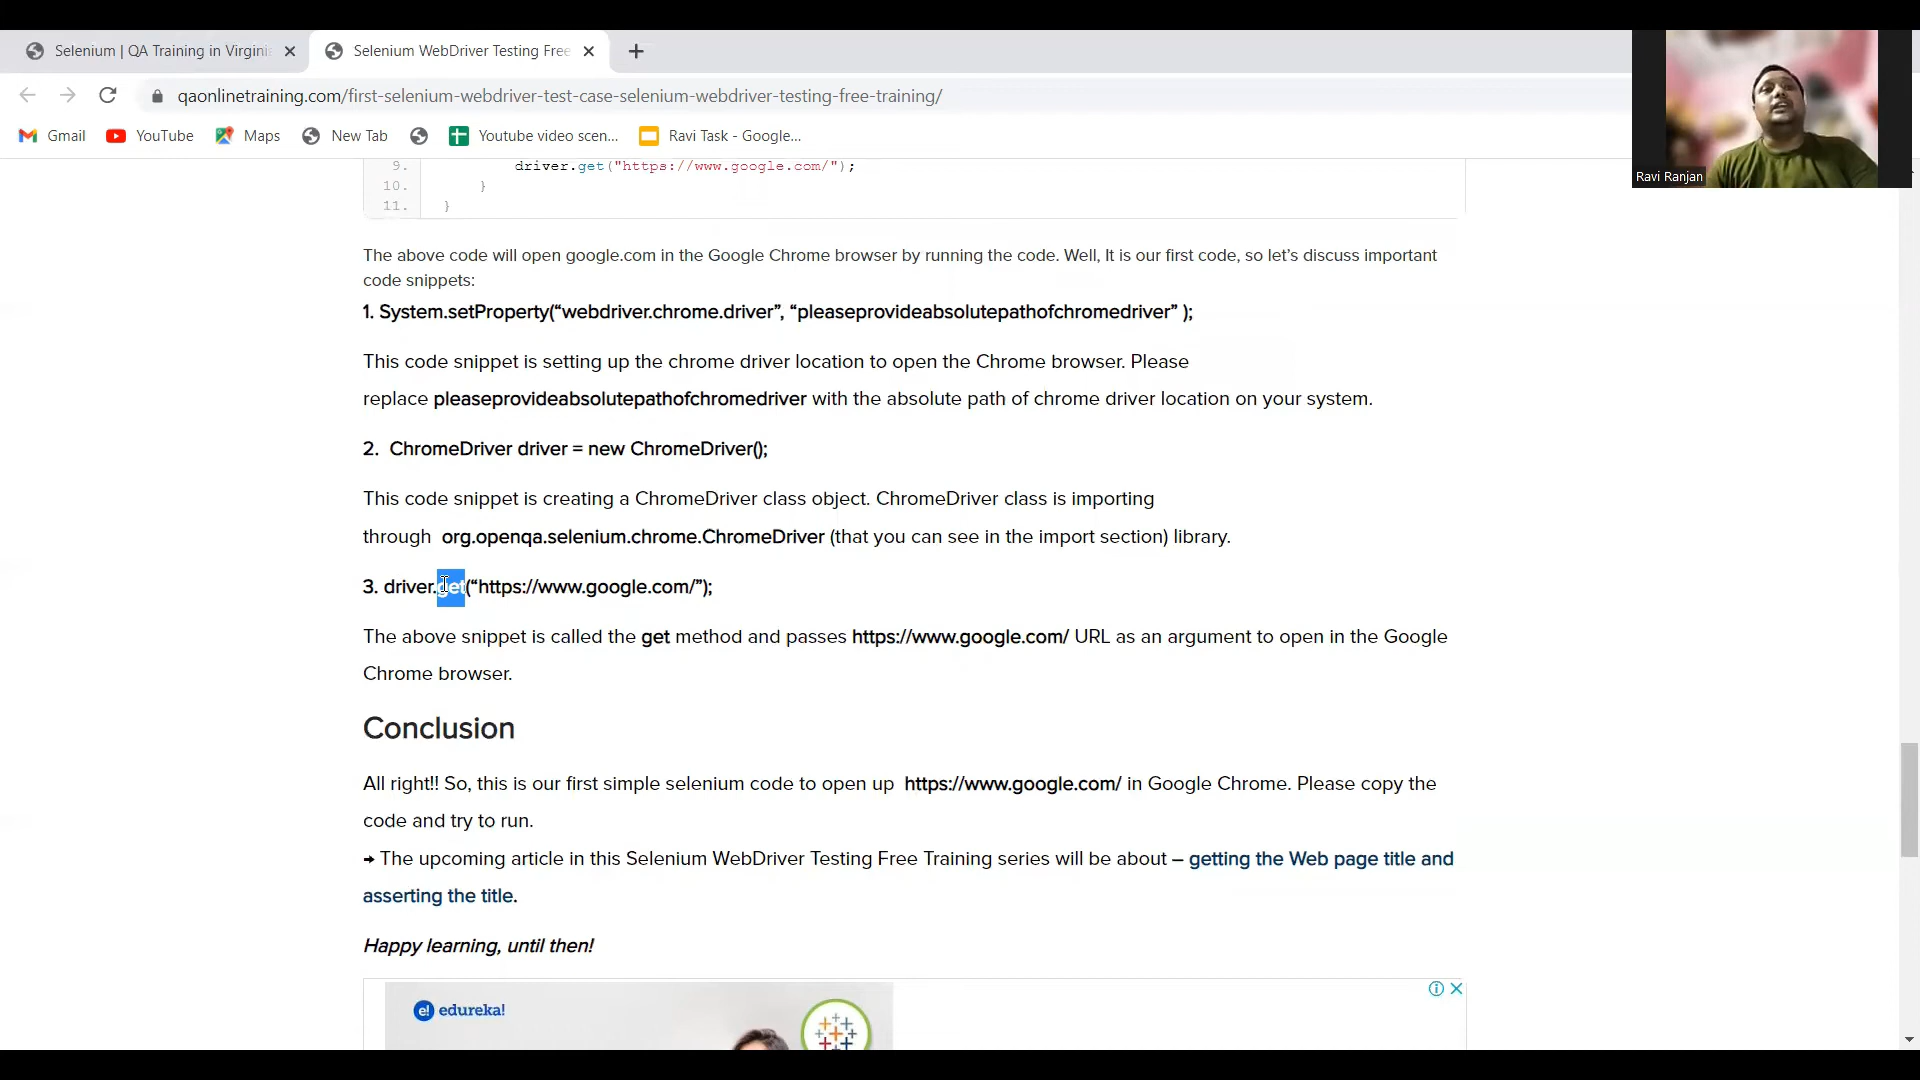 Selenium | QA Training in Virgini
Selenium WebDriver Testing Free
qaonlinetraining.com/first-selenium-webdriver-test-case-selenium-webdriver-testing-free-training/
Gmail YouTube Maps New Tab Youtube video scen... Ravi Task - Google...
Ravi Ranjan
9. driver.get("https://www.google.com/");
10. }
11. }
The above code will open google.com in the Google Chrome browser by running the code. Well, It is our first code, so let’s discuss important
code snippets:
1. System.setProperty(“webdriver.chrome.driver”, “pleaseprovideabsolutepathofchromedriver” );
This code snippet is setting up the chrome driver location to open the Chrome browser. Please
replace pleaseprovideabsolutepathofchromedriver with the absolute path of chrome driver location on your system.
2. ChromeDriver driver = new ChromeDriver();
This code snippet is creating a ChromeDriver class object. ChromeDriver class is importing
through org.openqa.selenium.chrome.ChromeDriver (that you can see in the import section) library.
3. driver.get(“https://www.google.com/”);
The above snippet is called the get method and passes https://www.google.com/ URL as an argument to open in the Google
Chrome browser.
Conclusion
All right!! So, this is our first simple selenium code to open up https://www.google.com/ in Google Chrome. Please copy the
code and try to run.
→ The upcoming article in this Selenium WebDriver Testing Free Training series will be about – getting the Web page title and
asserting the title.
Happy learning, until then!
e! edureka!